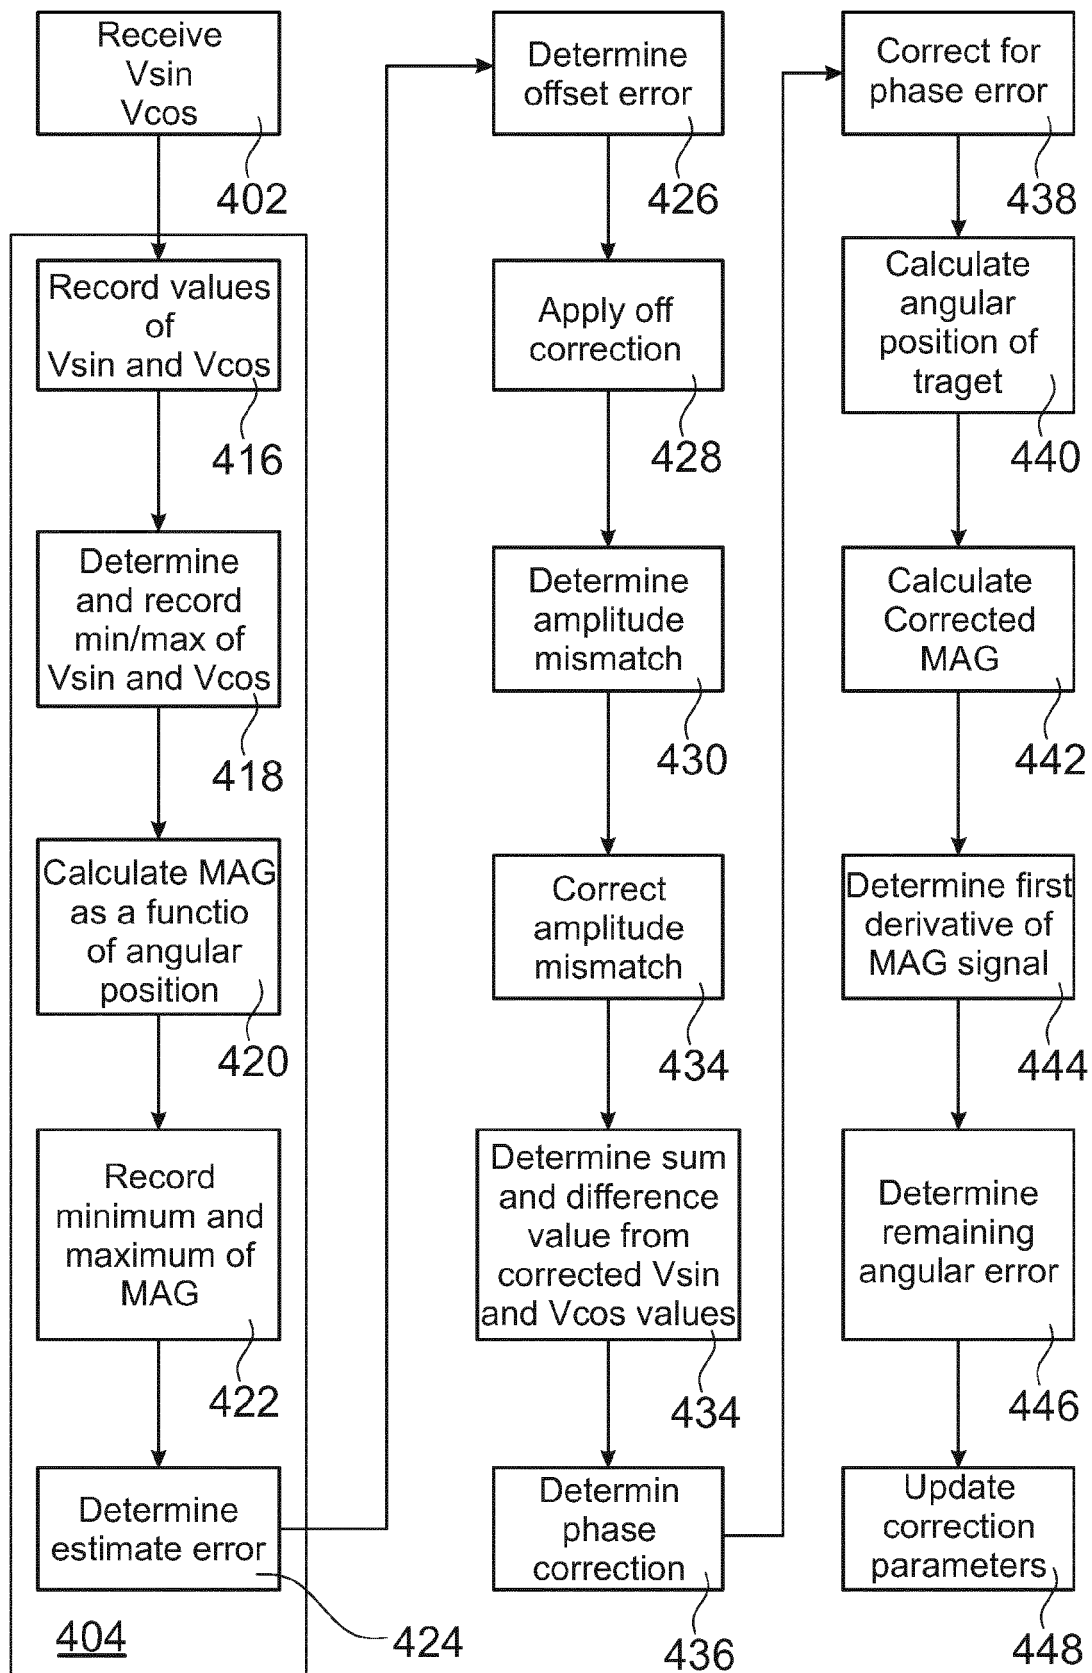 Receive
Vsin
Vcos
402
Record values
of
Vsin and Vcos
416
Determine
and record
min/max of
Vsin and Vcos
418
Calculate MAG
as a functio
of angular
position
420
Record
minimum and
maximum of
MAG
422
Determine
estimate error
424
404
Determine
offset error
426
Apply off
correction
428
Determine
amplitude
mismatch
430
Correct
amplitude
mismatch
434
Determine sum
and difference
value from
corrected Vsin
and Vcos values
434
Determin
phase
correction
436
Correct for
phase error
438
Calculate
angular
position of
traget
440
Calculate
Corrected
MAG
442
Determine first
derivative of
MAG signal
444
Determine
remaining
angular error
446
Update
correction
parameters
448